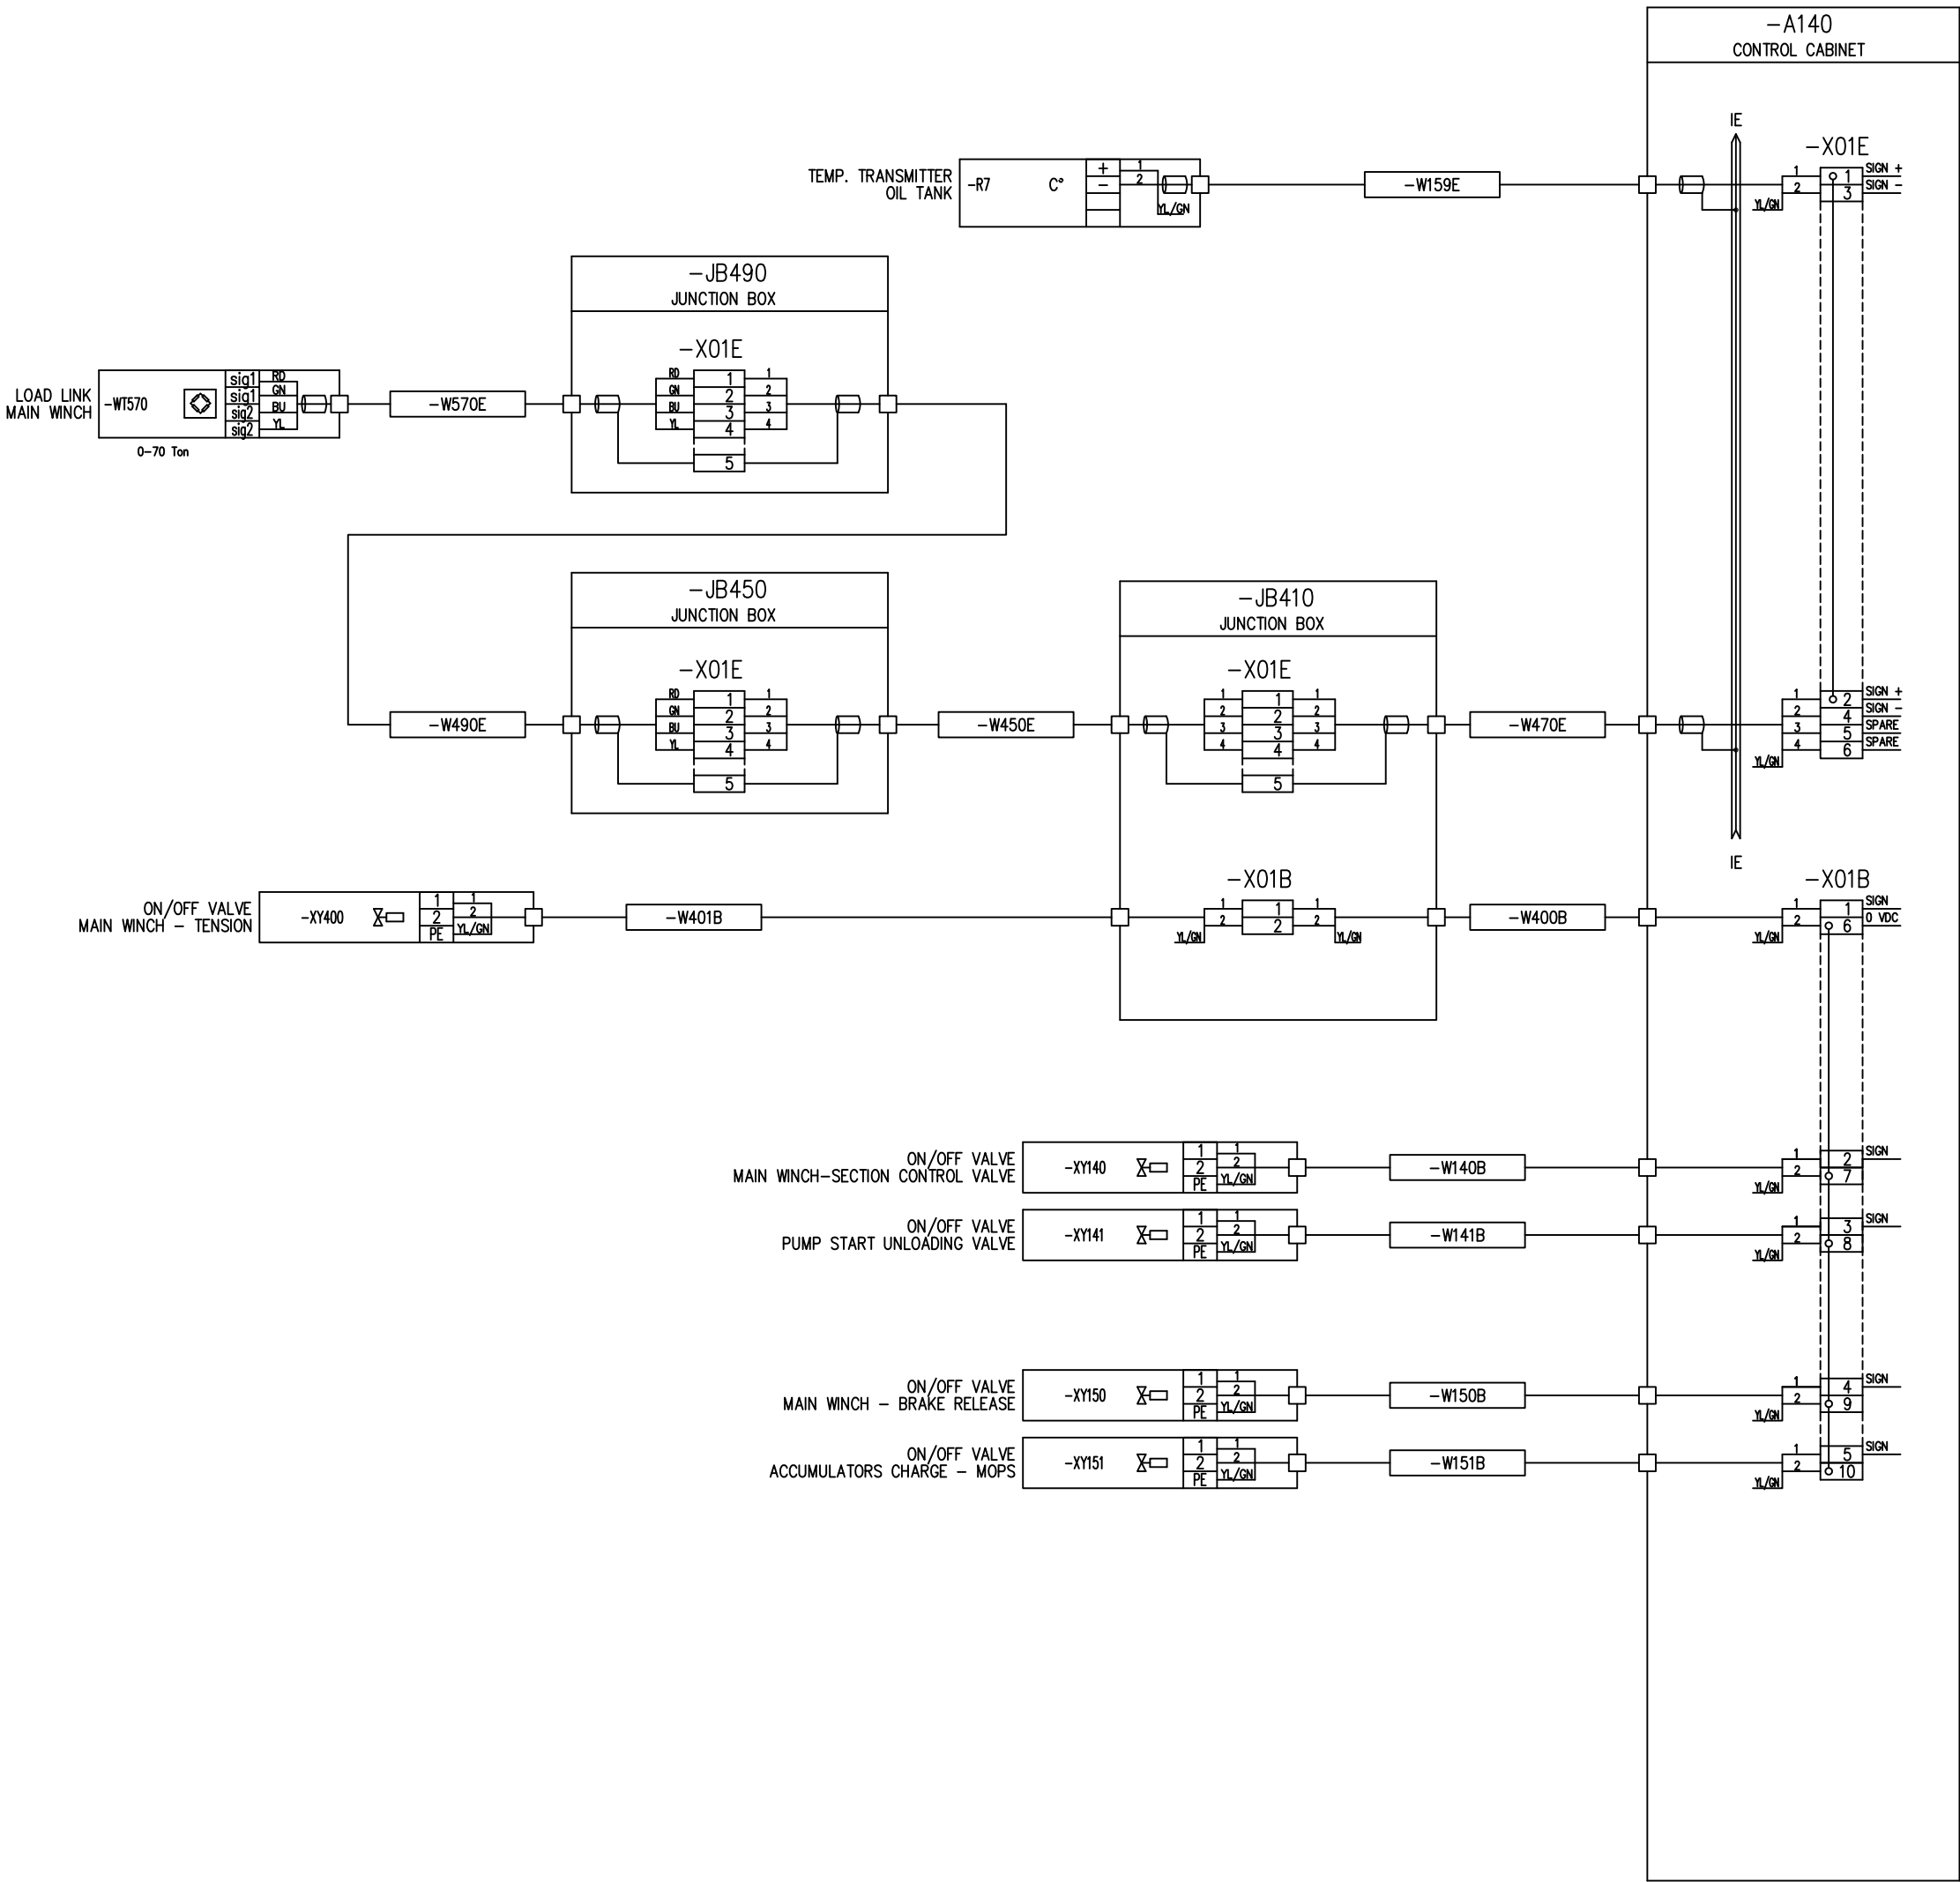 -A140
CONTROL CABINET
IE
-X01E
TEMP. TRANSMITTER
OIL TANK
-R7
C°
+
-
1
2
YL/GN
-W159E
1
2
YL/GN
1
3
SIGN +
SIGN -
-JB490
JUNCTION BOX
-X01E
LOAD LINK
MAIN WINCH
-WT570
sig1
sig1
sig2
sig2
RD
GN
BU
YL
0-70 Ton
-W570E
RD
GN
BU
YL
1
2
3
4
5
1
2
3
4
-JB450
JUNCTION BOX
-X01E
-W490E
RD
GN
BU
YL
1
2
3
4
5
1
2
3
4
-W450E
-JB410
JUNCTION BOX
-X01E
1
2
3
4
1
2
3
4
5
1
2
3
4
-W470E
1
2
3
4
YL/GN
2
4
5
6
SIGN +
SIGN -
SPARE
SPARE
IE
ON/OFF VALVE
MAIN WINCH - TENSION
-XY400
1
2
PE
1
2
YL/GN
-W401B
-X01B
1
2
YL/GN
1
2
1
2
YL/GN
-W400B
-X01B
1
2
YL/GN
1
6
SIGN
0 VDC
ON/OFF VALVE
MAIN WINCH-SECTION CONTROL VALVE
-XY140
1
2
PE
1
2
YL/GN
-W140B
1
2
YL/GN
2
7
SIGN
ON/OFF VALVE
PUMP START UNLOADING VALVE
-XY141
1
2
PE
1
2
YL/GN
-W141B
1
2
YL/GN
3
8
SIGN
ON/OFF VALVE
MAIN WINCH - BRAKE RELEASE
-XY150
1
2
PE
1
2
YL/GN
-W150B
1
2
YL/GN
4
9
SIGN
ON/OFF VALVE
ACCUMULATORS CHARGE - MOPS
-XY151
1
2
PE
1
2
YL/GN
-W151B
1
2
YL/GN
5
10
SIGN